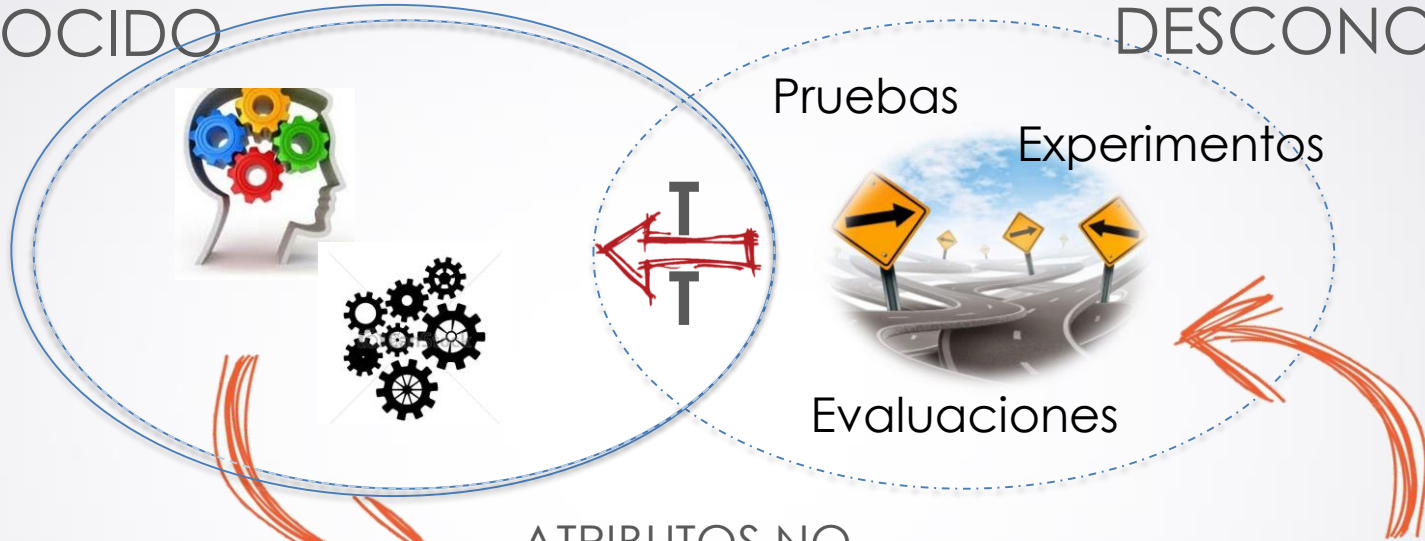 OCIDO
DESCONO
Pruebas
Experimentos
T
T
Evaluaciones
ATRIBUTOS NO